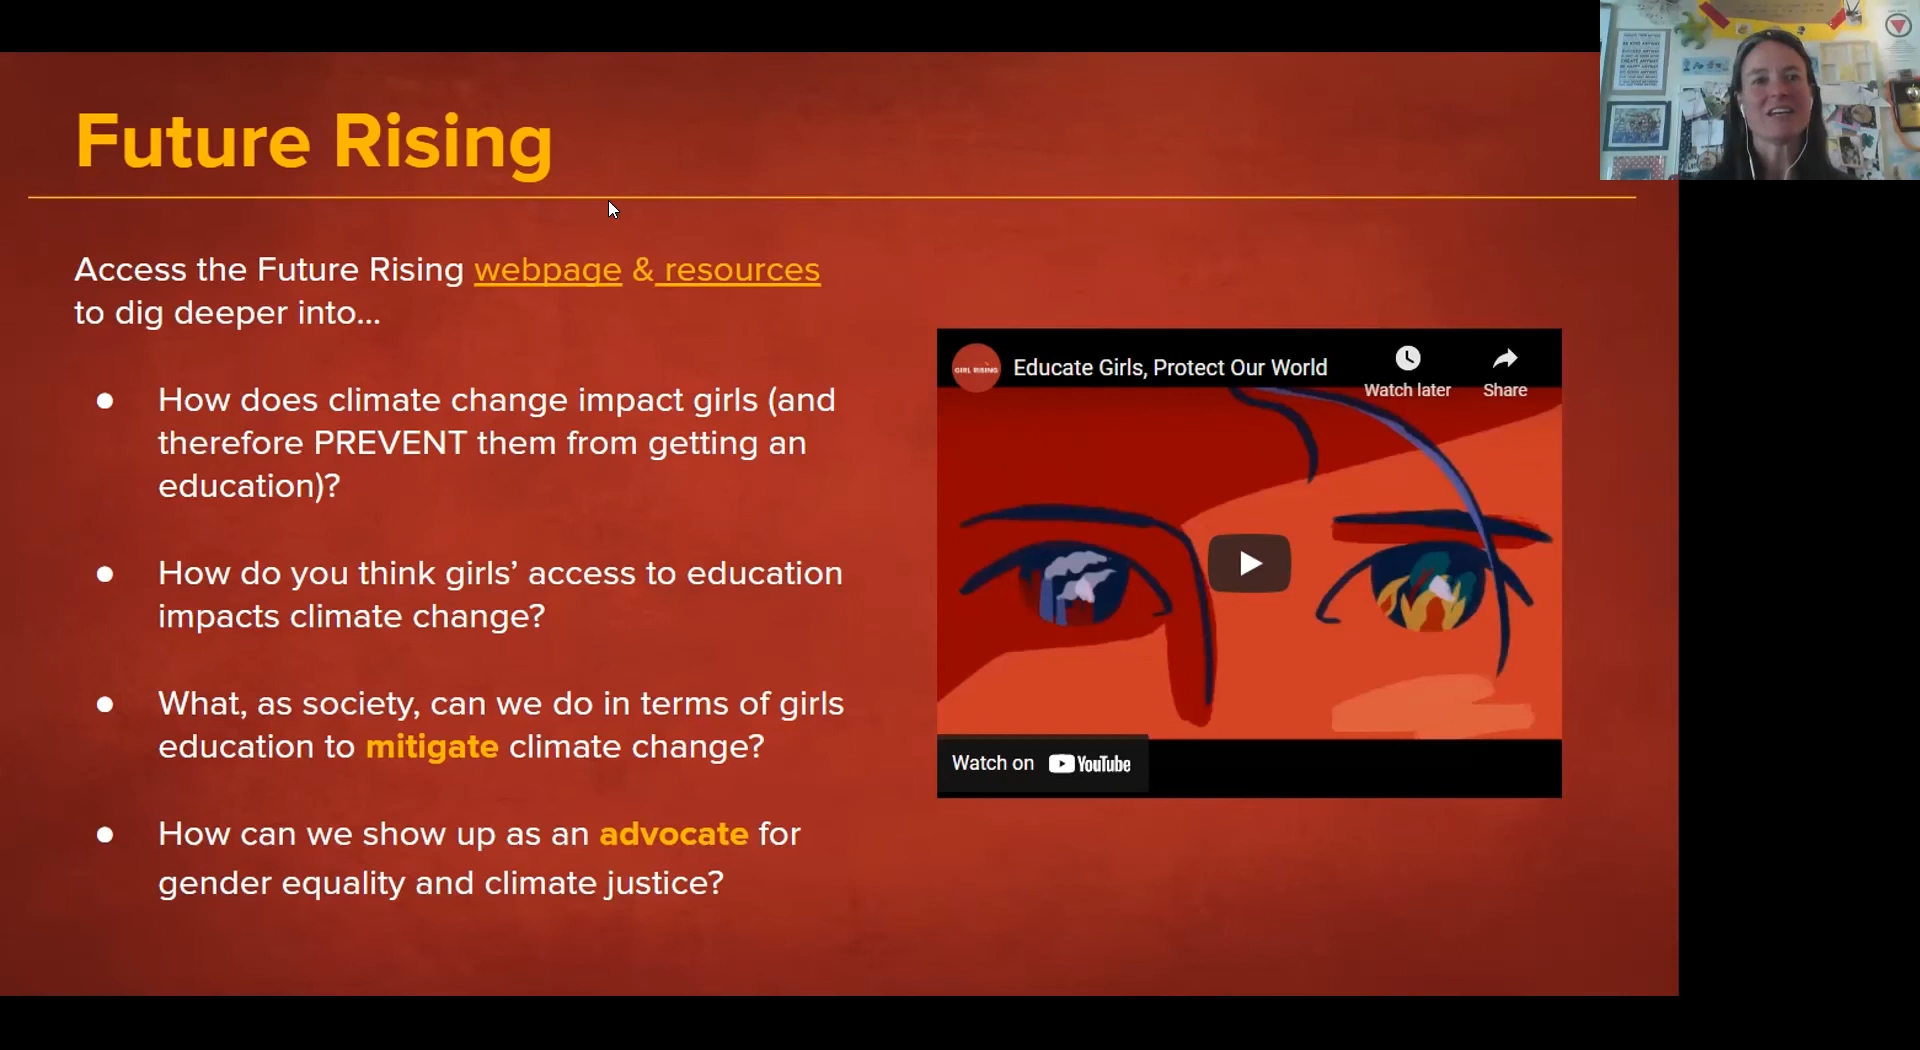 Future Rising
Access the Future Rising webpage & resources
to dig deeper into...
● How does climate change impact girls (and
therefore PREVENT them from getting an
education)?
● How do you think girls’ access to education
impacts climate change?
● What, as society, can we do in terms of girls
education to mitigate climate change?
● How can we show up as an advocate for
gender equality and climate justice?
GIRL RISING
Educate Girls, Protect Our World
Watch later
Share
Watch on YouTube